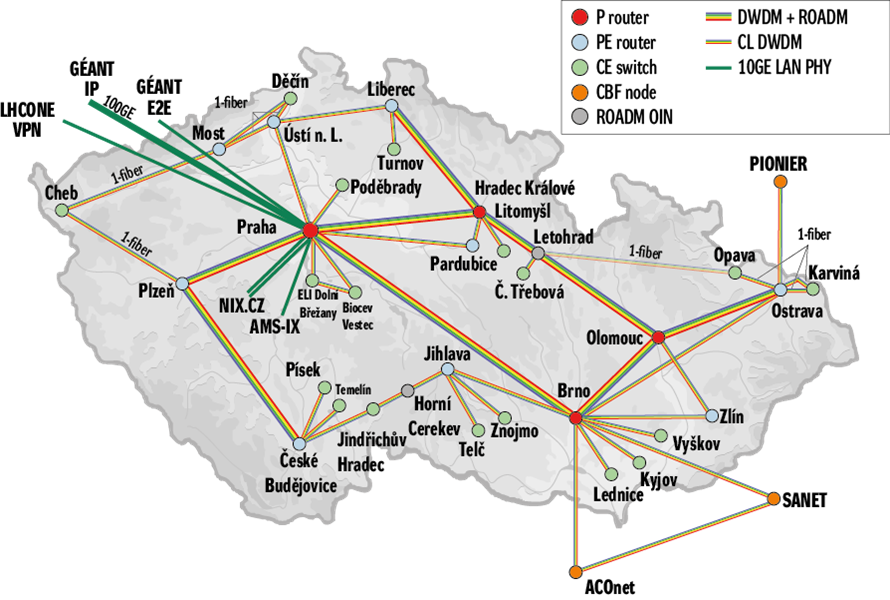 P router
PE router
CE switch
CBF node
ROADM OIN
DWDM + ROADM
CL DWDM
10GE LAN PHY
GÉANT
IP
100GE
GÉANT
E2E
LHCONE
VPN
Děčín
1-fiber
Liberec
Most
Ústí n. L.
Turnov
1-fiber
Cheb
Poděbrady
Hradec Králové
Litomyšl
PIONIER
Praha
Letohrad
1-fiber
1-fiber
1-fiber
Opava
Karviná
Pardubice
Č. Třebová
Plzeň
NIX.CZ
ELI Dolní
Břežany
Biocev
Vestec
AMS-IX
Ostrava
Olomouc
Jihlava
Písek
Temelín
Brno
Horní
Cerekev
Znojmo
Zlín
Jindřichův
Hradec
Telč
Vyškov
České
Budějovice
Kyjov
Lednice
SANET
ACOnet